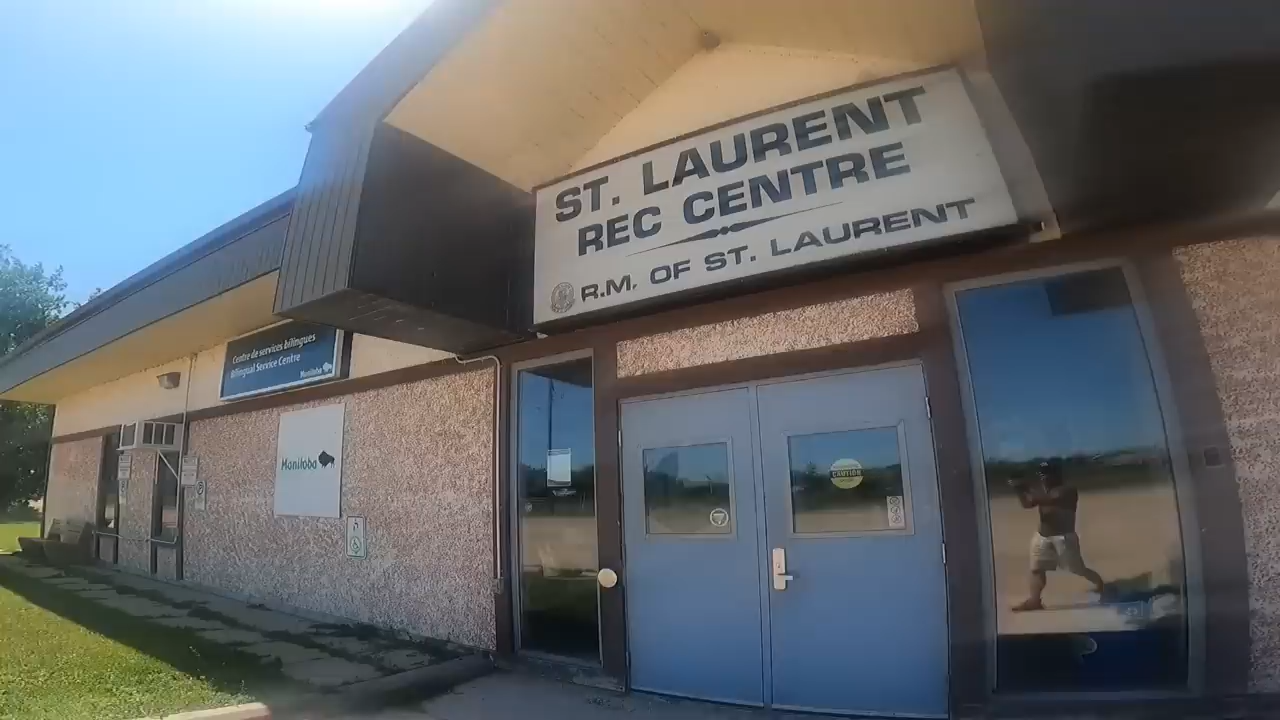 ST. LAURENT
REC CENTRE
R.M. OF ST. LAURENT
Centre de services bilingues
Bilingual Service Centre
Manitoba
Manitoba
CAUTION